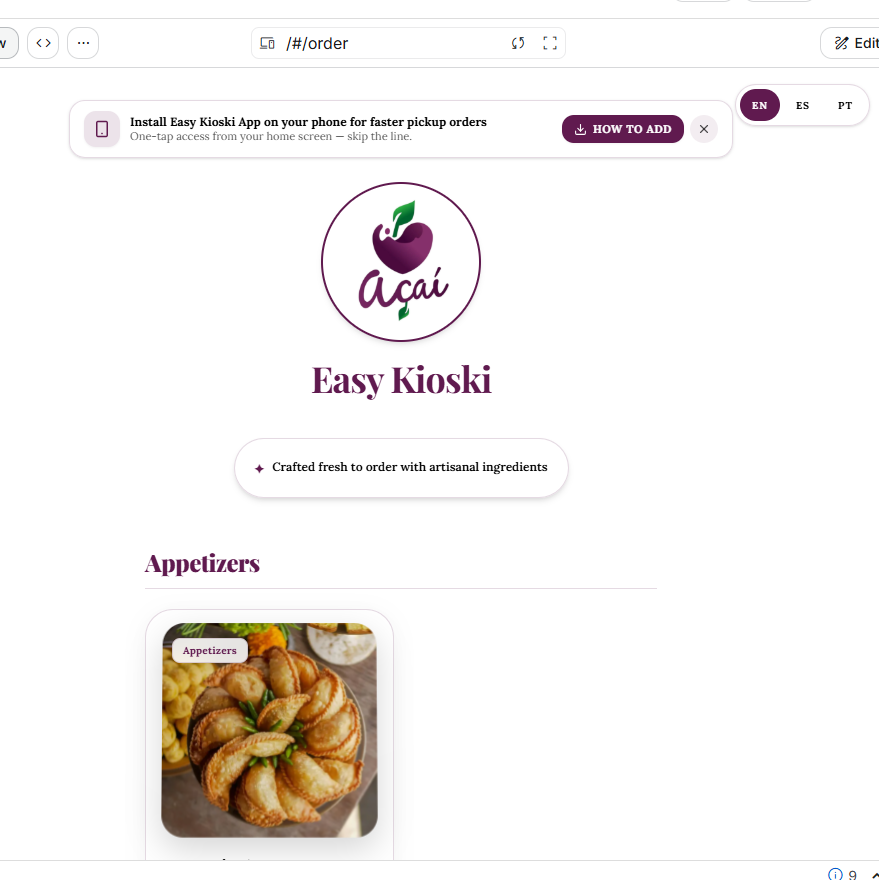 /#/order
Edit
EN ES PT
Install Easy Kioski App on your phone for faster pickup orders
One-tap access from your home screen — skip the line.
HOW TO ADD
Açaí
Easy Kioski
Crafted fresh to order with artisanal ingredients
Appetizers
Appetizers
9